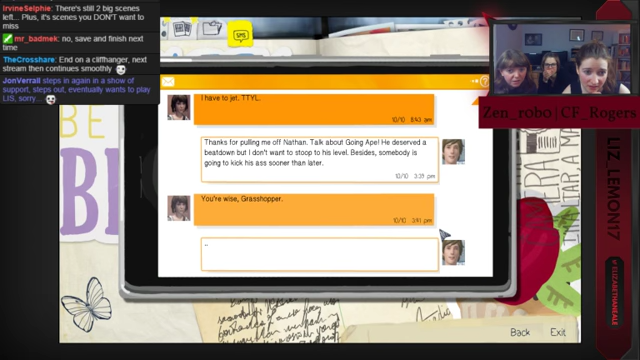 IrvineSelphie: There's still 2 big scenes
left... Plus, it's scenes you DON'T want to
miss
mr_badmek: no, save and finish next
time
TheCrosshare: End on a cliffhanger, next
stream then continues smoothly
JonVerrall steps in again in a show of
support, steps out, eventually wants to play
LIS, sorry...
SMS
I have to jet. TTYL.
10/10 8:43 am
Thanks for pulling me off Nathan. Talk about Going Ape! He deserved a
beatdown but I don't want to stoop to his level. Besides, somebody is
going to kick his ass sooner than later.
10/10 3:39 pm
You're wise, Grasshopper.
10/10 3:41 pm
Zen_robo|CF_Rogers
LIZ_LEMON17
Back
Exit